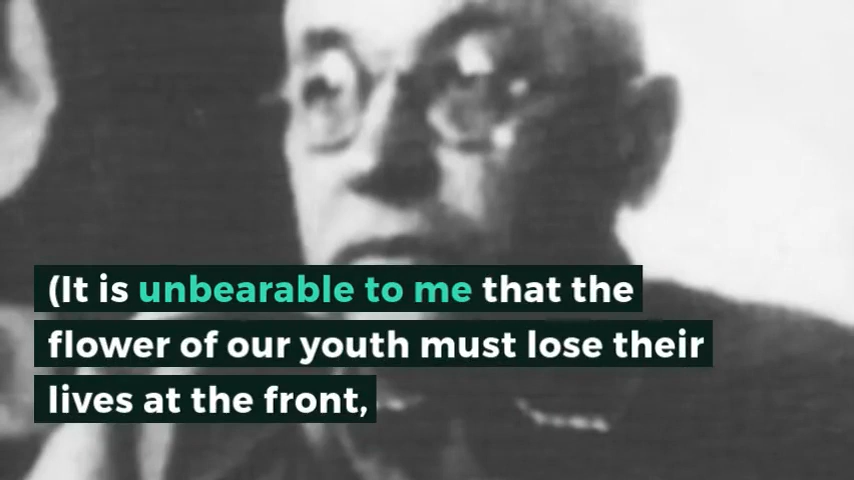 (It is unbearable to me that the
flower of our youth must lose their
lives at the front,